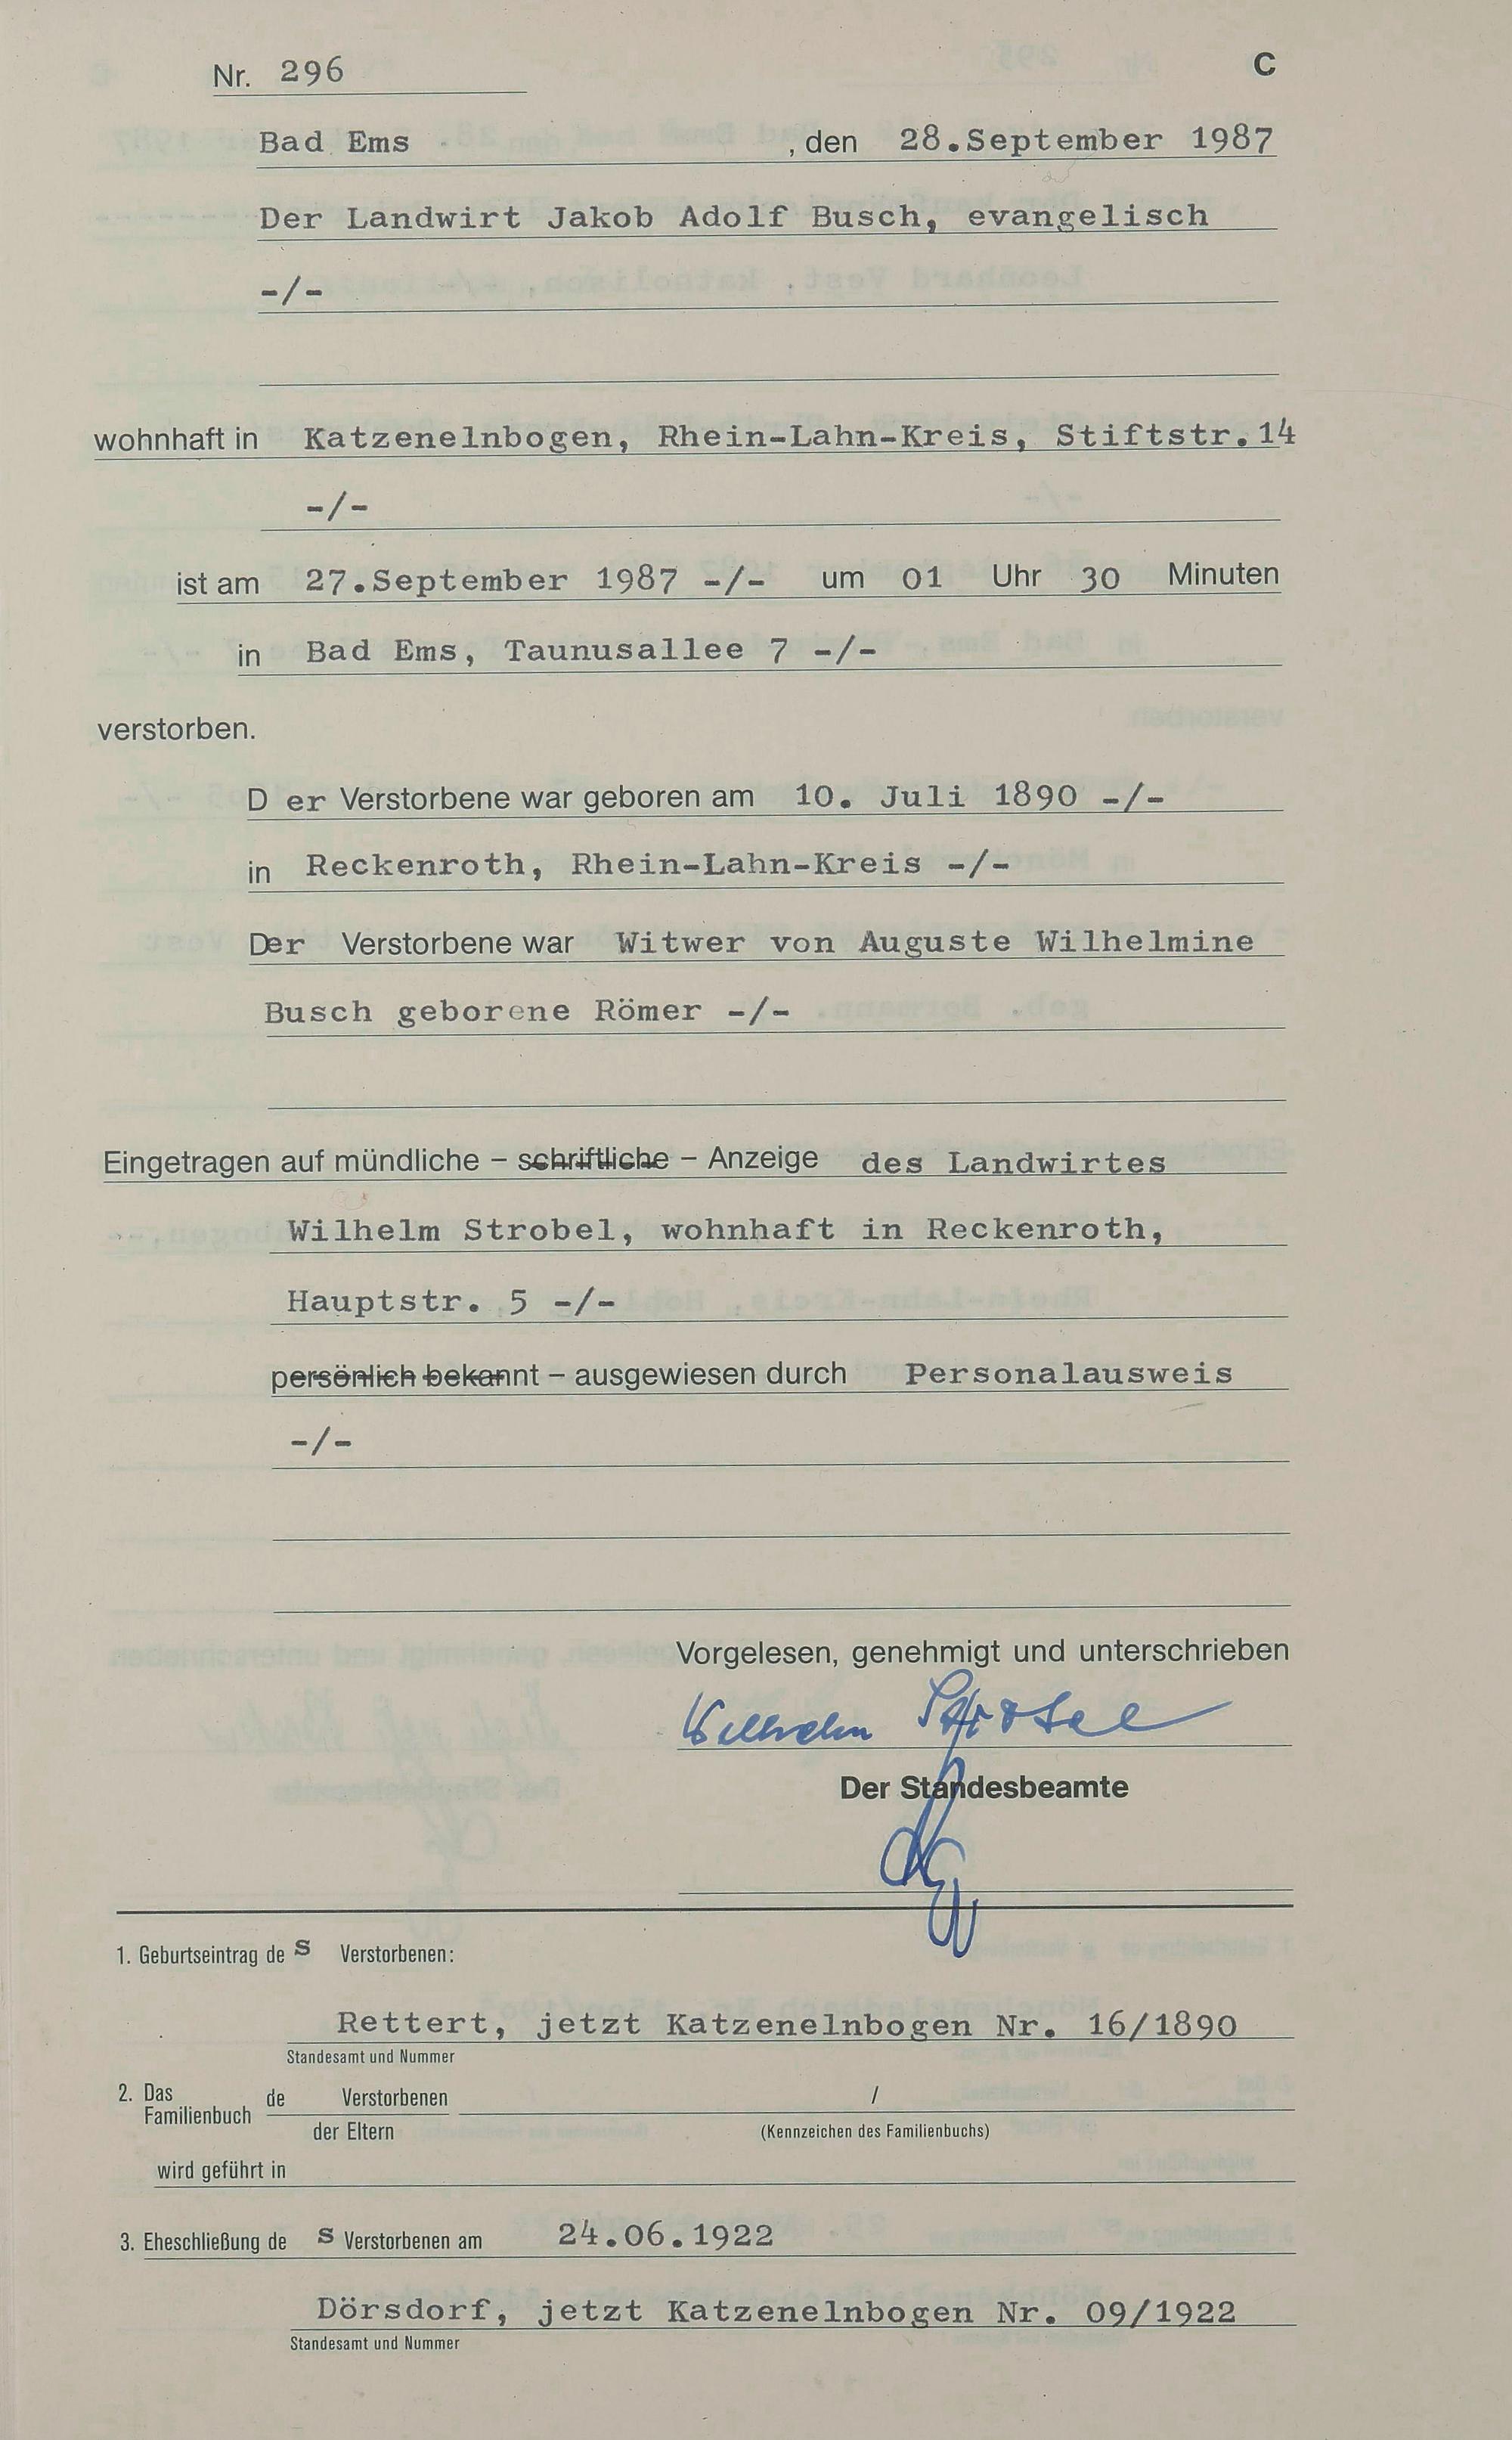 Nr. 296
C
Bad Ems , den 28.September 1987
Der Landwirt Jakob Adolf Busch, evangelisch
-/-
wohnhaft in Katzenelnbogen, Rhein-Lahn-Kreis, Stiftstr.14
-/-
ist am 27.September 1987 -/- um 01 Uhr 30 Minuten
in Bad Ems, Taunusallee 7 -/-
verstorben.
D er Verstorbene war geboren am 10. Juli 1890 -/-
in Reckenroth, Rhein-Lahn-Kreis -/-
Der Verstorbene war Witwer von Auguste Wilhelmine
Busch geborene Römer -/-
Eingetragen auf mündliche – schriftliche – Anzeige des Landwirtes
Wilhelm Strobel, wohnhaft in Reckenroth,
Hauptstr. 5 -/-
persönlich bekannt – ausgewiesen durch Personalausweis
-/-
Vorgelesen, genehmigt und unterschrieben
Wilhelm Strobel
Der Standesbeamte
1. Geburtseintrag de s Verstorbenen:
Rettert, jetzt Katzenelnbogen Nr. 16/1890
Standesamt und Nummer
2. Das Familienbuch de Verstorbenen /
der Eltern (Kennzeichen des Familienbuchs)
wird geführt in
3. Eheschließung de s Verstorbenen am 24.06.1922
Dörsdorf, jetzt Katzenelnbogen Nr. 09/1922
Standesamt und Nummer